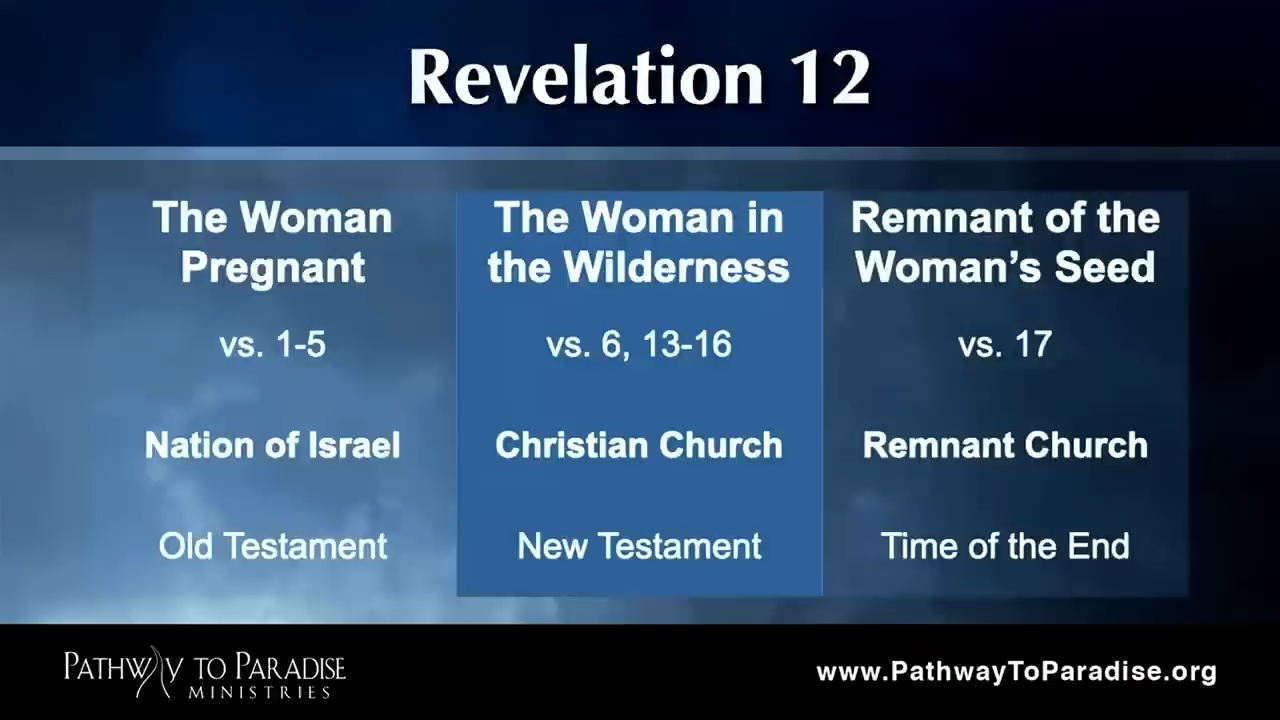 Revelation 12
The Woman
Pregnant
vs. 1-5
Nation of Israel
Old Testament
The Woman in
the Wilderness
vs. 6, 13-16
Christian Church
New Testament
Remnant of the
Woman’s Seed
vs. 17
Remnant Church
Time of the End
PATHWAY TO PARADISE
MINISTRIES
www.PathwayToParadise.org